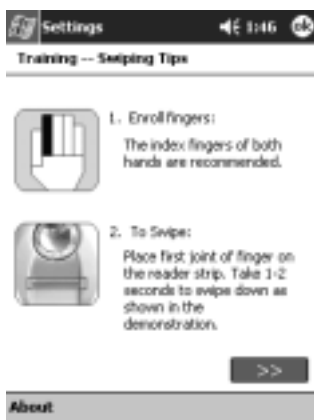 Settings 1:46 ok
Training -- Swiping Tips
1. Enroll fingers:
The index fingers of both
hands are recommended.
2. To Swipe:
Place first joint of finger on
the reader strip. Take 1-2
seconds to swipe down as
shown in the
demonstration.
>>
About